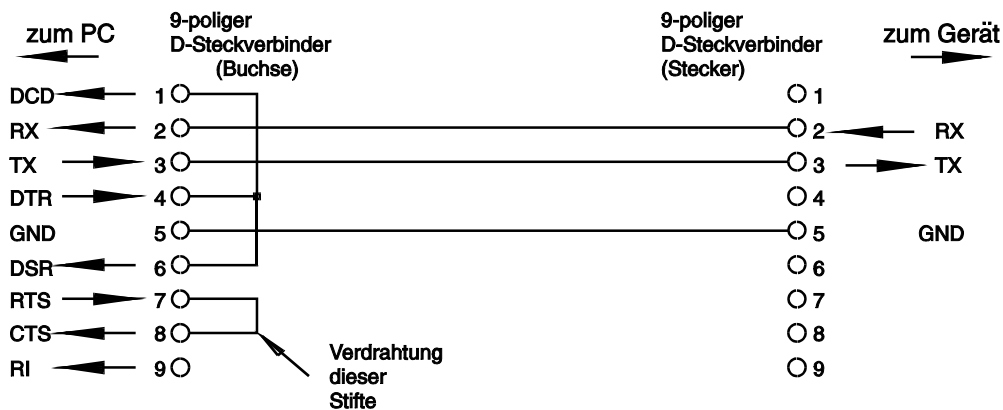 zum PC
9-poliger
D-Steckverbinder
(Buchse)
9-poliger
D-Steckverbinder
(Stecker)
zum Gerät
DCD 1 1
RX 2 2 RX
TX 3 3 TX
DTR 4 4
GND 5 5 GND
DSR 6 6
RTS 7 7
CTS 8 8
RI 9 9
Verdrahtung
dieser
Stifte